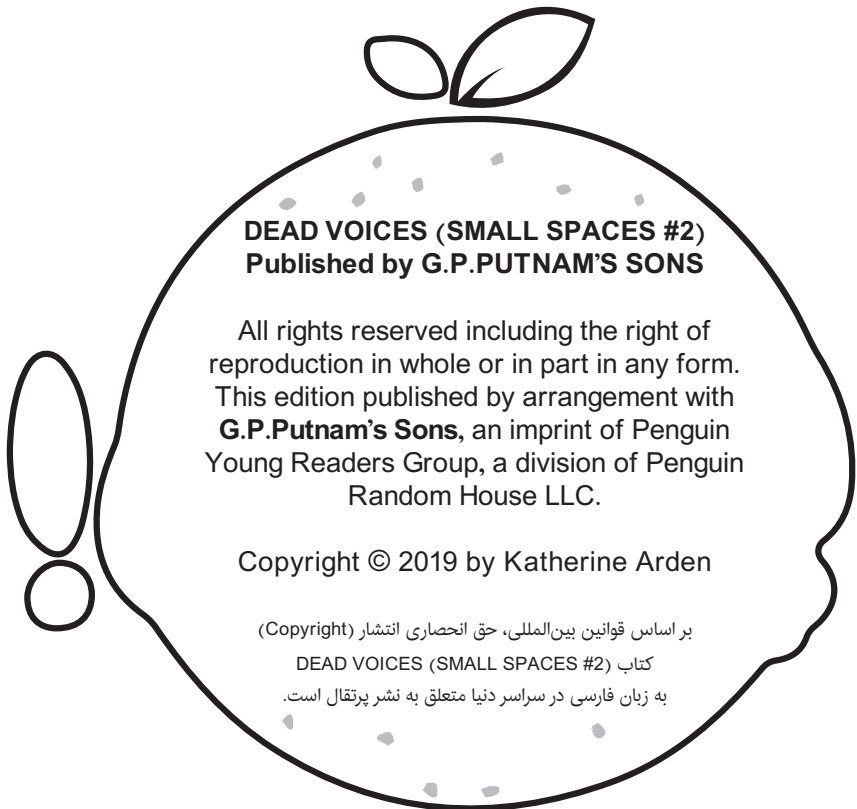 DEAD VOICES (SMALL SPACES #2)
Published by G.P.PUTNAM’S SONS
All rights reserved including the right of
reproduction in whole or in part in any form.
This edition published by arrangement with
G.P.Putnam’s Sons, an imprint of Penguin
Young Readers Group, a division of Penguin
Random House LLC.
Copyright © 2019 by Katherine Arden
بر اساس قوانین بین‌المللی، حق انحصاری انتشار (Copyright)
کتاب DEAD VOICES (SMALL SPACES #2)
به زبان فارسی در سراسر دنیا متعلق به نشر پرتقال است.